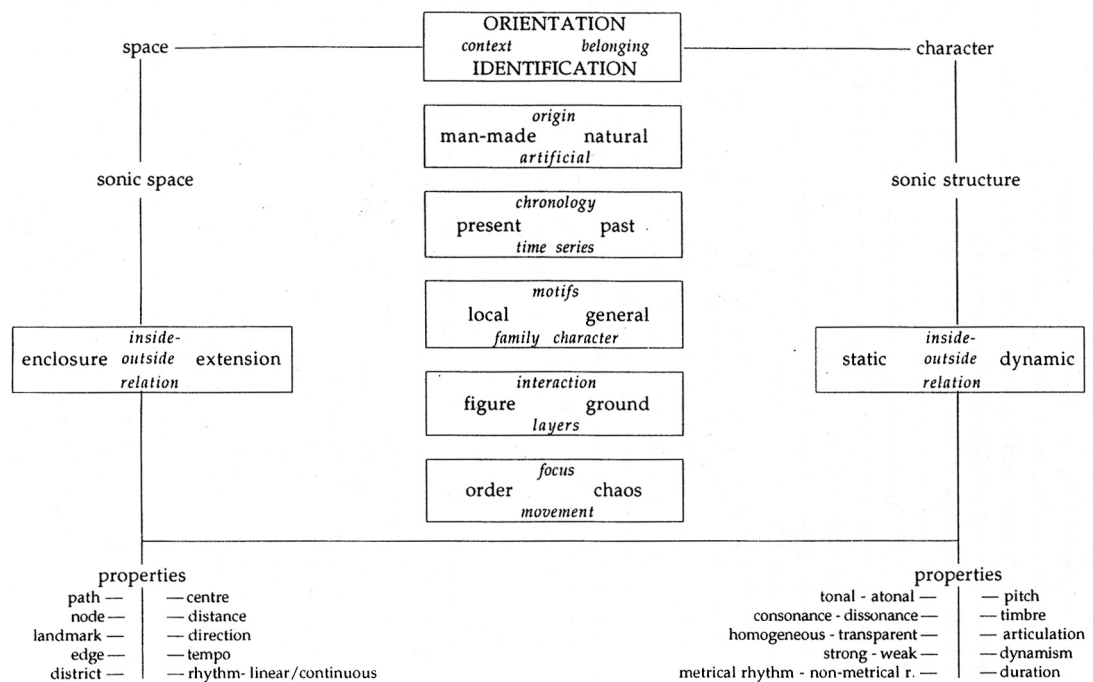 ORIENTATION
space context belonging character
IDENTIFICATION
origin
man-made natural
artificial
sonic space sonic structure
chronology
present past
time series
motifs
local general
family character
inside-
enclosure outside extension
relation
inside-
static outside dynamic
relation
interaction
figure ground
layers
focus
order chaos
movement
properties
path — — centre
node — — distance
landmark — — direction
edge — — tempo
district — — rhythm- linear/continuous
properties
tonal - atonal — — pitch
consonance - dissonance — — timbre
homogeneous - transparent — — articulation
strong - weak — — dynamism
metrical rhythm - non-metrical r. — — duration